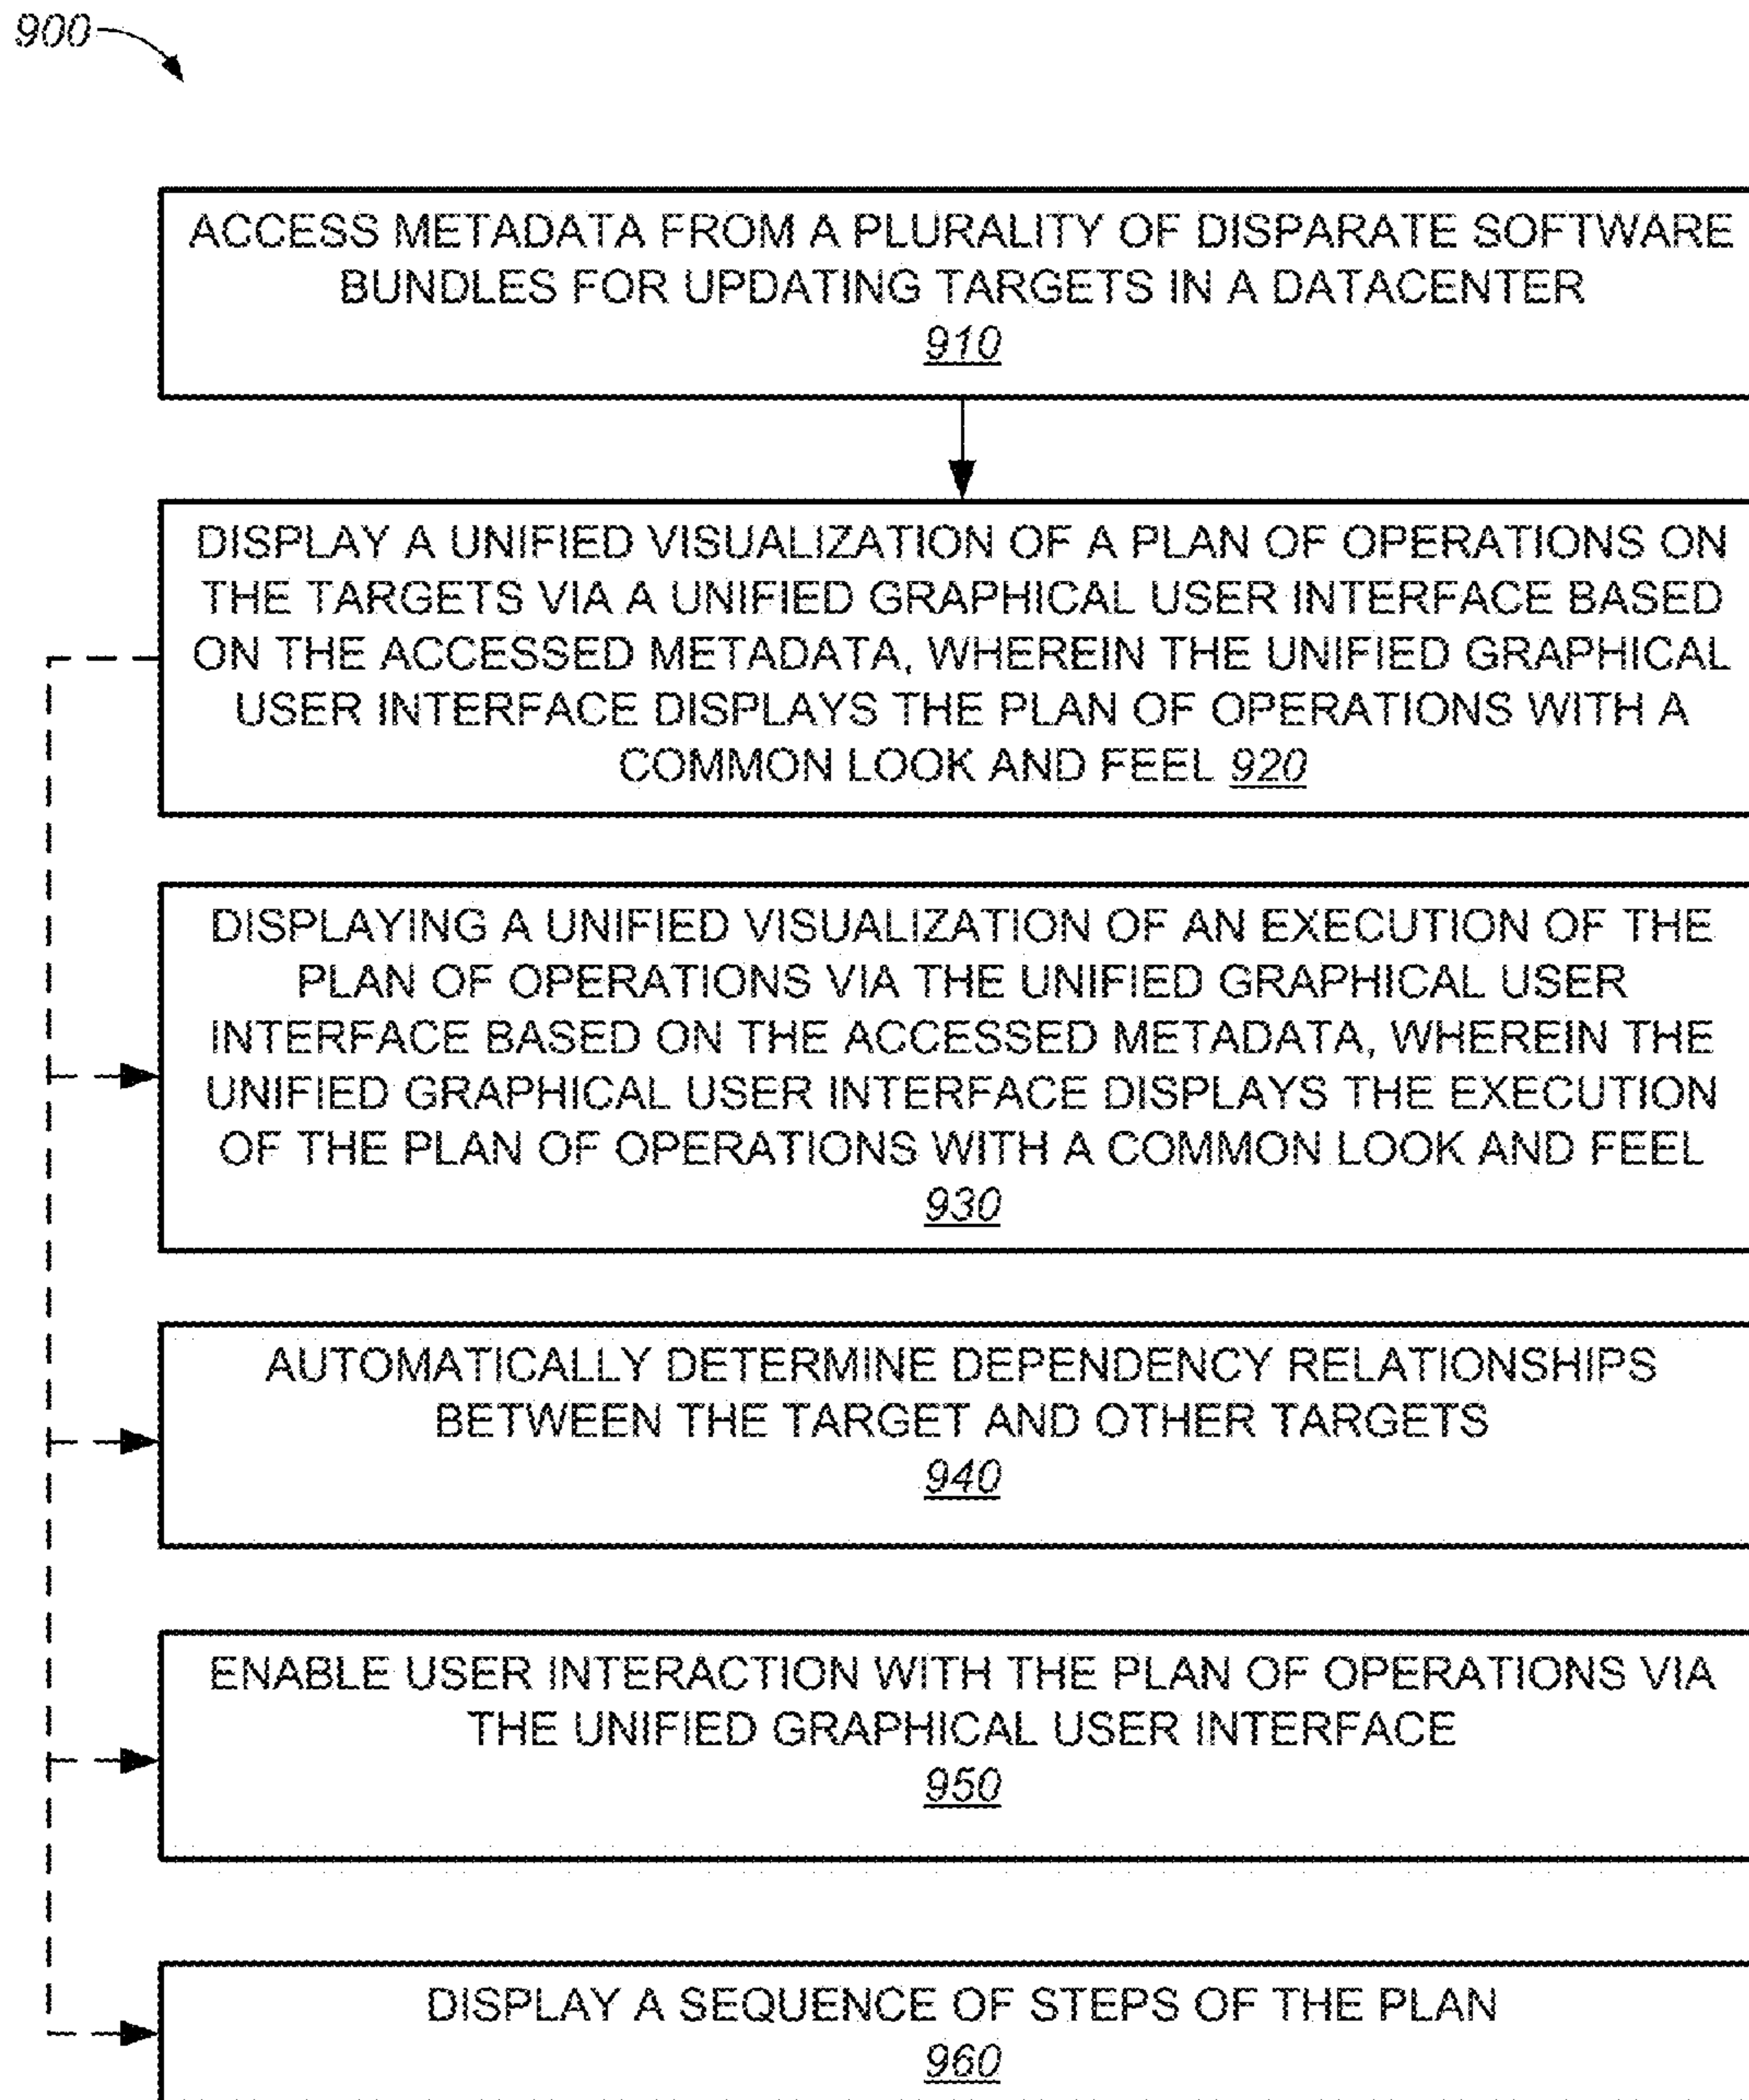 900
ACCESS METADATA FROM A PLURALITY OF DISPARATE SOFTWARE
BUNDLES FOR UPDATING TARGETS IN A DATACENTER
910
DISPLAY A UNIFIED VISUALIZATION OF A PLAN OF OPERATIONS ON
THE TARGETS VIA A UNIFIED GRAPHICAL USER INTERFACE BASED
ON THE ACCESSED METADATA, WHEREIN THE UNIFIED GRAPHICAL
USER INTERFACE DISPLAYS THE PLAN OF OPERATIONS WITH A
COMMON LOOK AND FEEL 920
DISPLAYING A UNIFIED VISUALIZATION OF AN EXECUTION OF THE
PLAN OF OPERATIONS VIA THE UNIFIED GRAPHICAL USER
INTERFACE BASED ON THE ACCESSED METADATA, WHEREIN THE
UNIFIED GRAPHICAL USER INTERFACE DISPLAYS THE EXECUTION
OF THE PLAN OF OPERATIONS WITH A COMMON LOOK AND FEEL
930
AUTOMATICALLY DETERMINE DEPENDENCY RELATIONSHIPS
BETWEEN THE TARGET AND OTHER TARGETS
940
ENABLE USER INTERACTION WITH THE PLAN OF OPERATIONS VIA
THE UNIFIED GRAPHICAL USER INTERFACE
950
DISPLAY A SEQUENCE OF STEPS OF THE PLAN
960